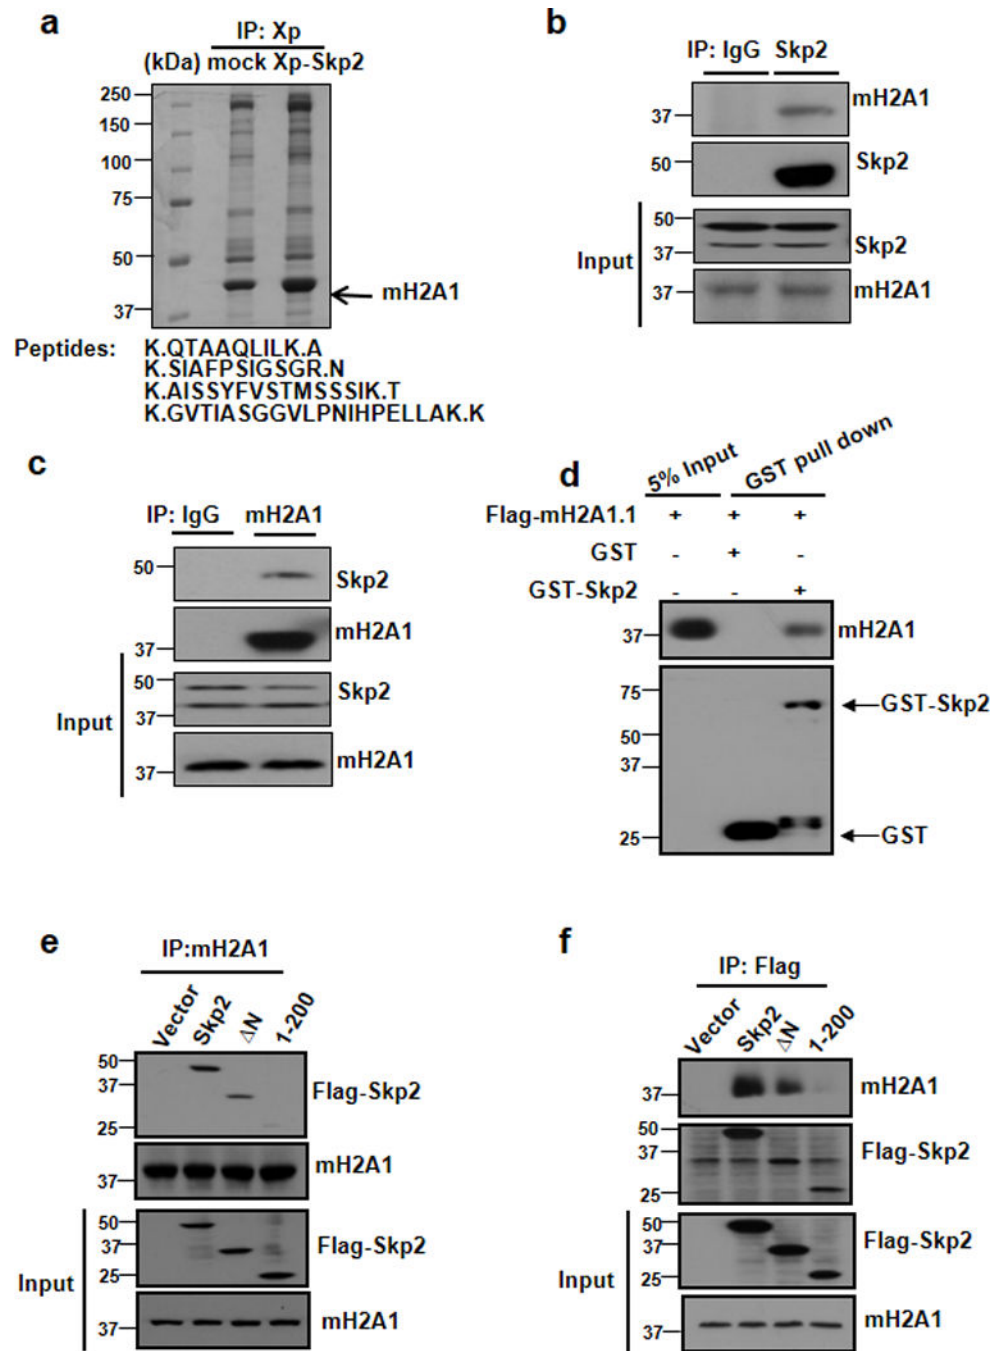 a
IP: Xp
(kDa) mock Xp-Skp2
250
150
100
75
50
37
mH2A1
Peptides: K.QTAAQLILK.A
K.SIAFPSIGSGR.N
K.AISSYFVSTMSSSIK.T
K.GVTIASGGVLPNIHPELLAK.K
b
IP: IgG Skp2
37 mH2A1
50 Skp2
Input
50
37 Skp2
37 mH2A1
c
IP: IgG mH2A1
50 Skp2
37 mH2A1
Input
50
37 Skp2
37 mH2A1
d
5% Input GST pull down
Flag-mH2A1.1 + + +
GST - + -
GST-Skp2 - - +
37 mH2A1
75
GST-Skp2
50
37
25 GST
e
IP:mH2A1
Vector Skp2 △N 1-200
50
37 Flag-Skp2
25
37 mH2A1
Input
50
37 Flag-Skp2
25
37 mH2A1
f
IP: Flag
Vector Skp2 △N 1-200
37 mH2A1
50
37 Flag-Skp2
25
Input
50
37 Flag-Skp2
25
37 mH2A1